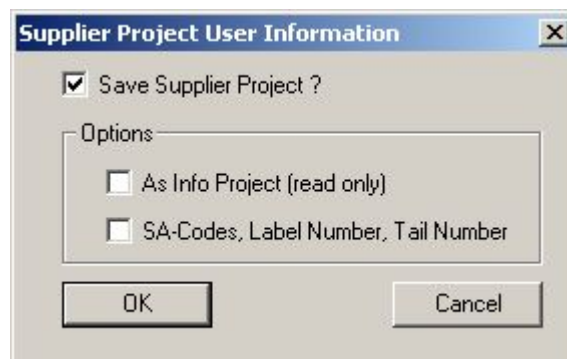 Supplier Project User Information
Save Supplier Project ?
Options
As Info Project (read only)
SA-Codes, Label Number, Tail Number
OK Cancel